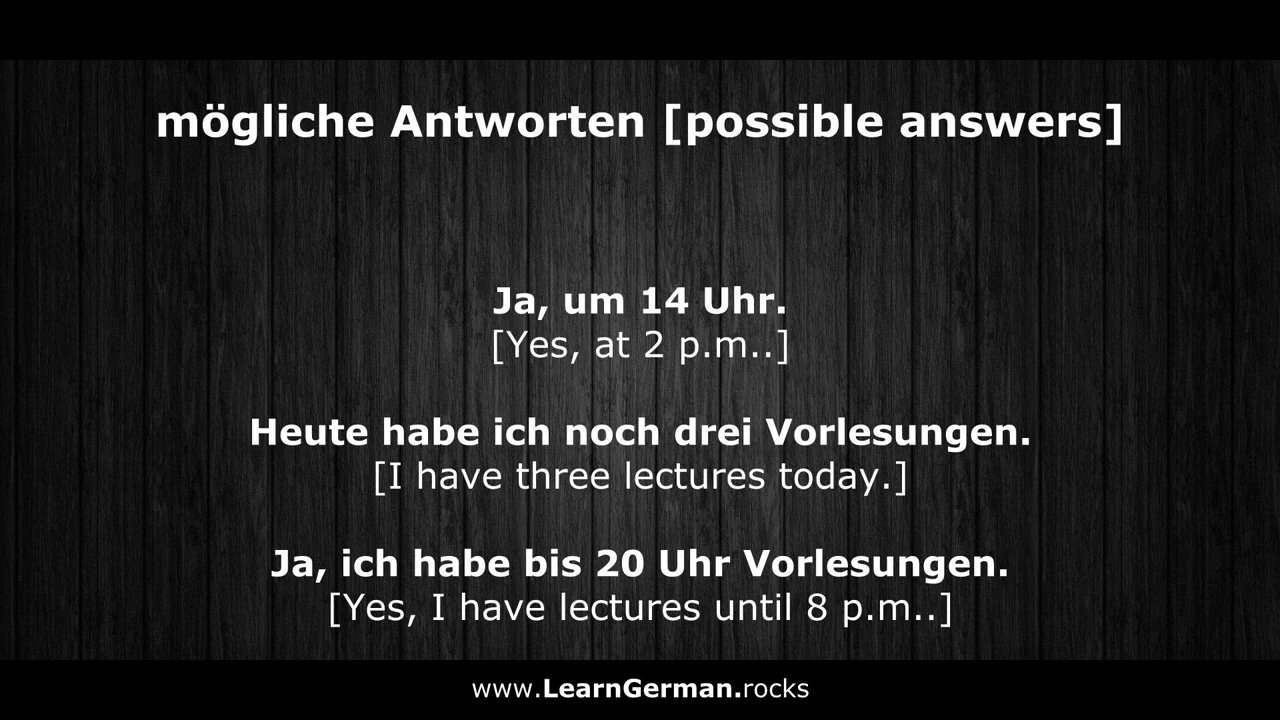 mögliche Antworten [possible answers]
Ja, um 14 Uhr.
[Yes, at 2 p.m..]
Heute habe ich noch drei Vorlesungen.
[I have three lectures today.]
Ja, ich habe bis 20 Uhr Vorlesungen.
[Yes, I have lectures until 8 p.m..]
www.LearnGerman.rocks